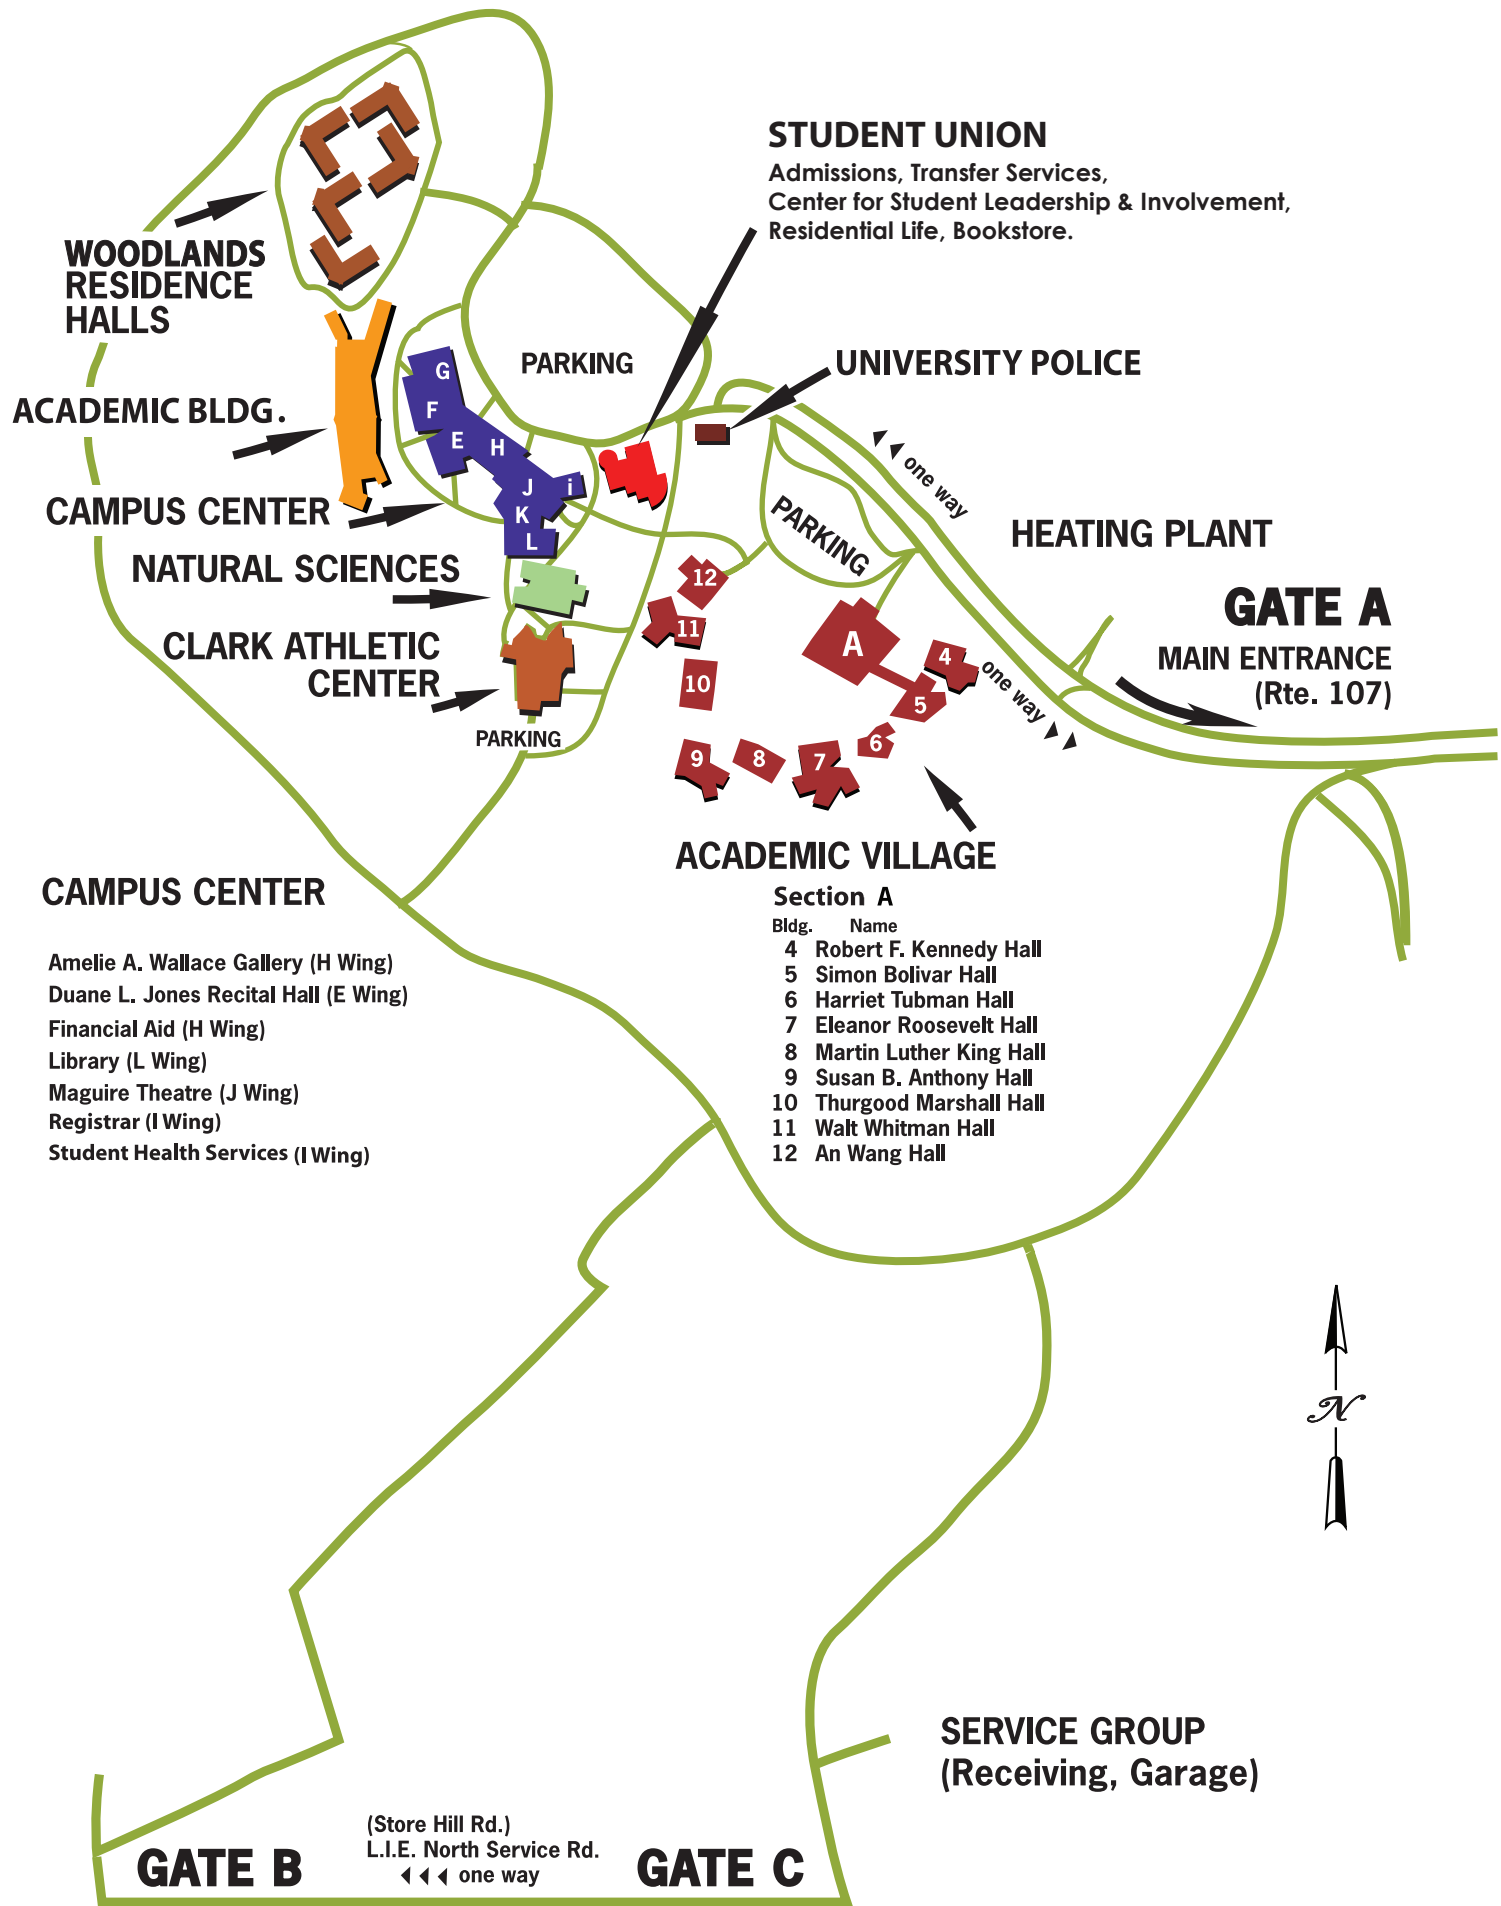 STUDENT UNION
Admissions, Transfer Services,
Center for Student Leadership & Involvement,
Residential Life, Bookstore.
WOODLANDS
RESIDENCE
HALLS
PARKING
UNIVERSITY POLICE
G
F
E
H
J
i
K
L
ACADEMIC BLDG.
one way
CAMPUS CENTER
PARKING
HEATING PLANT
NATURAL SCIENCES
12
GATE A
11
A
CLARK ATHLETIC
CENTER
4
MAIN ENTRANCE
(Rte. 107)
one way
10
5
PARKING
6
9
8
7
ACADEMIC VILLAGE
Section A
Bldg. Name
4 Robert F. Kennedy Hall
5 Simon Bolivar Hall
6 Harriet Tubman Hall
7 Eleanor Roosevelt Hall
8 Martin Luther King Hall
9 Susan B. Anthony Hall
10 Thurgood Marshall Hall
11 Walt Whitman Hall
12 An Wang Hall
CAMPUS CENTER
Amelie A. Wallace Gallery (H Wing)
Duane L. Jones Recital Hall (E Wing)
Financial Aid (H Wing)
Library (L Wing)
Maguire Theatre (J Wing)
Registrar (I Wing)
Student Health Services (I Wing)
N
SERVICE GROUP
(Receiving, Garage)
(Store Hill Rd.)
L.I.E. North Service Rd.
one way
GATE B
GATE C